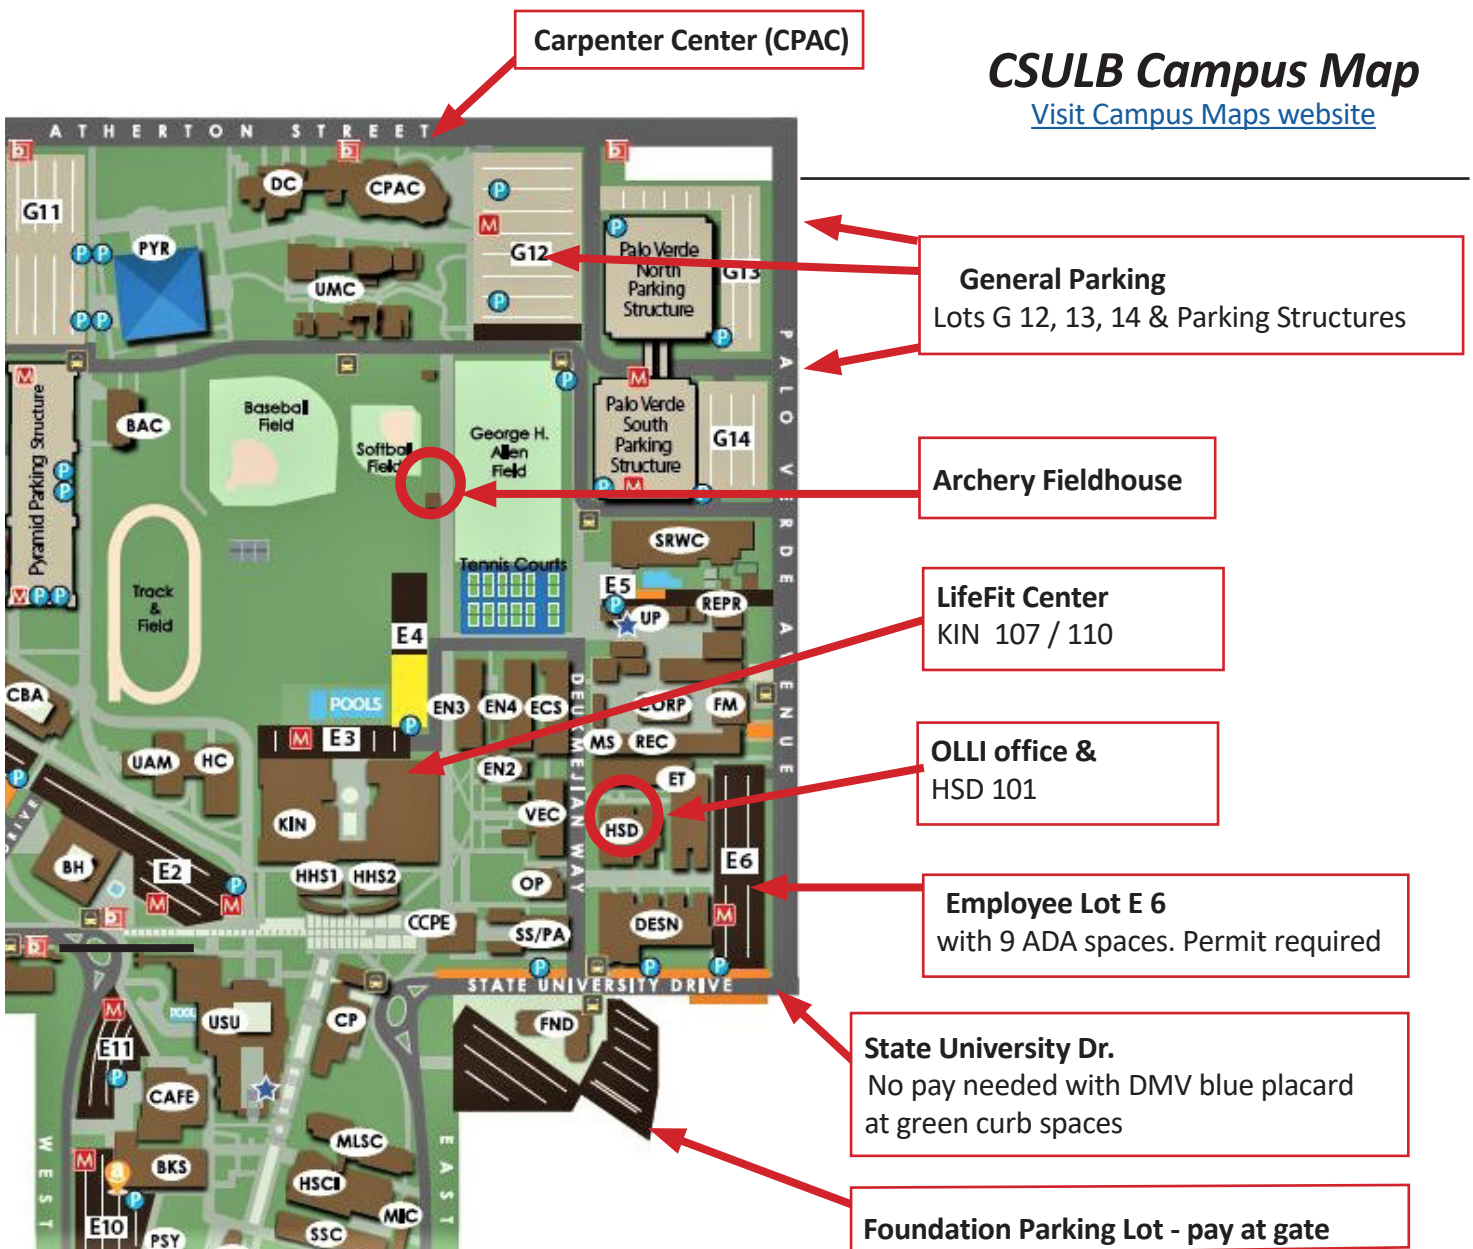 Carpenter Center (CPAC)
CSULB Campus Map
Visit Campus Maps website
ATHERTON STREET
b
b
b
G11
DC
CPAC
P
M
G12
P
PYR
P P
P P
UMC
P
Palo Verde
North
Parking
Structure
G13
P
General Parking
Lots G 12, 13, 14 & Parking Structures
PALO VERDE AVENUE
M
Pyramid Parking Structure
P
P
M P P
BAC
Baseball
Field
Softball
Field
George H.
Allen
Field
P
M
Palo Verde
South
Parking
Structure
P
M
P
G14
Archery Fieldhouse
SRWC
Track
&
Field
Tennis Courts
E4
E5
P
UP
REPR
LifeFit Center
KIN 107 / 110
CBA
POOLS
P
M
E3
EN3
EN4
ECS
DEUKMEJIAN WAY
CORP
FM
MS
REC
UAM
HC
EN2
ET
OLLI office &
HSD 101
P
DRIVE
KIN
VEC
HSD
E6
BH
E2
P
M
M
HHS1
HHS2
OP
Employee Lot E 6
with 9 ADA spaces. Permit required
b
b
CCPE
SS/PA
DESN
M
P
P
P
STATE UNIVERSITY DRIVE
M
POOL
USU
CP
FND
E11
P
State University Dr.
No pay needed with DMV blue placard
at green curb spaces
CAFE
WEST
EAST
MLSC
M
BKS
a
P
HSCI
MIC
E10
PSY
SSC
Foundation Parking Lot - pay at gate